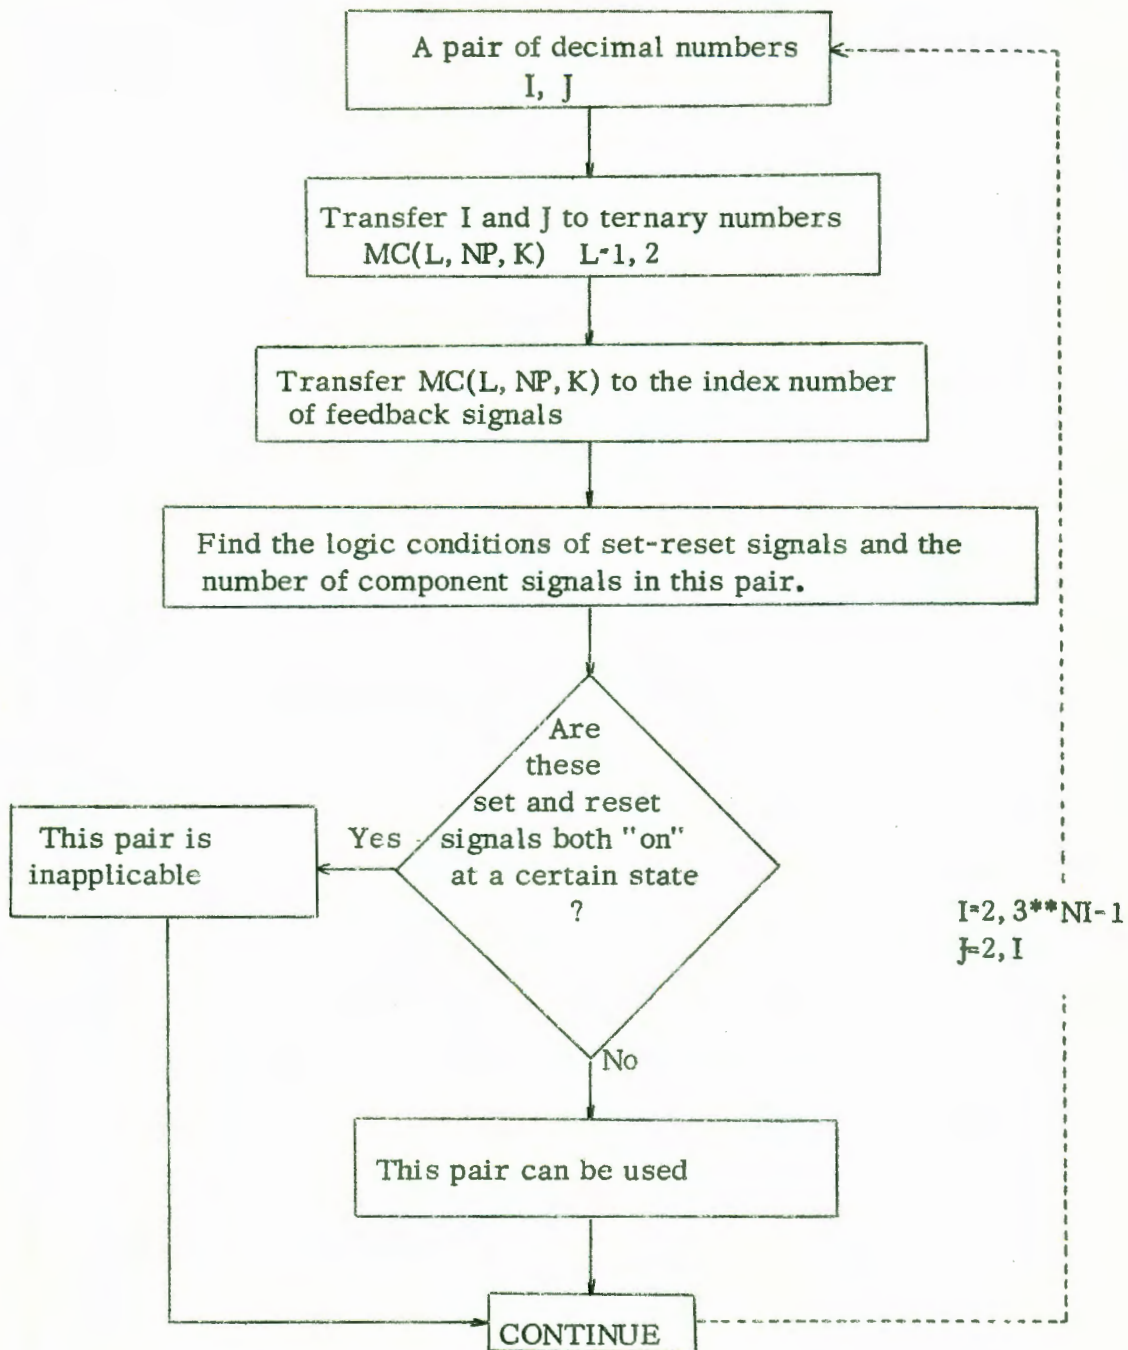 A pair of decimal numbers
I, J
Transfer I and J to ternary numbers
MC(L, NP, K) L=1, 2
Transfer MC(L, NP, K) to the index number
of feedback signals
Find the logic conditions of set-reset signals and the
number of component signals in this pair.
Are
these
set and reset
signals both "on"
at a certain state
?
Yes
This pair is
inapplicable
I=2, 3**NI-1
J=2, I
No
This pair can be used
CONTINUE